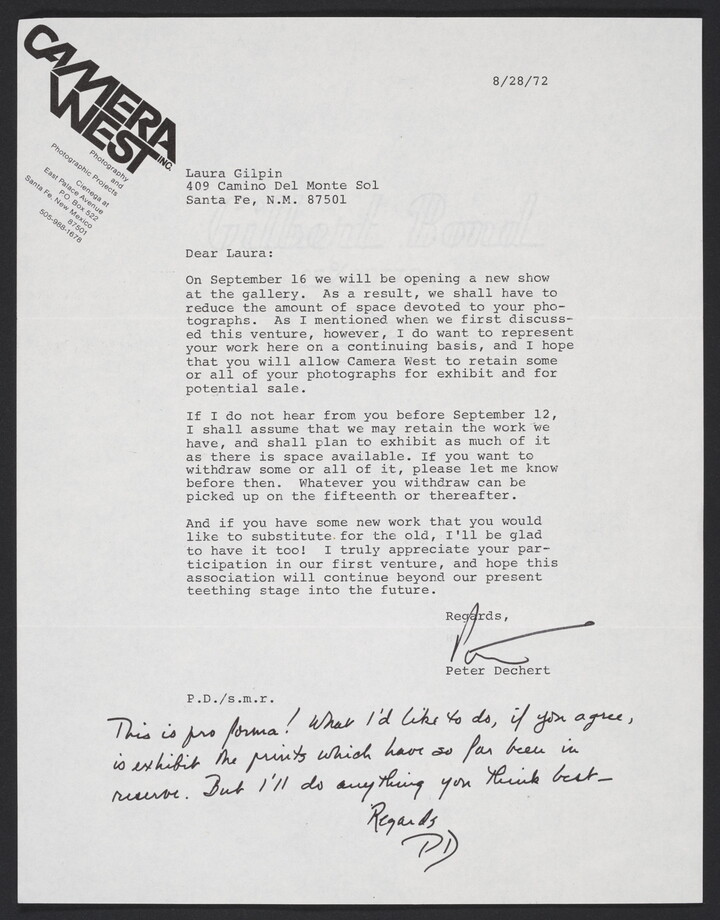 CAMERA
WEST INC.
Photography
and
Photographic Projects
Cienega at
East Palace Avenue
P.O. Box 522
Santa Fe, New Mexico
87501
505-988-1678
8/28/72
Laura Gilpin
409 Camino Del Monte Sol
Santa Fe, N.M. 87501
Gilbert Bond
Dear Laura:
On September 16 we will be opening a new show
at the gallery. As a result, we shall have to
reduce the amount of space devoted to your pho-
tographs. As I mentioned when we first discuss-
ed this venture, however, I do want to represent
your work here on a continuing basis, and I hope
that you will allow Camera West to retain some
or all of your photographs for exhibit and for
potential sale.
If I do not hear from you before September 12,
I shall assume that we may retain the work we
have, and shall plan to exhibit as much of it
as there is space available. If you want to
withdraw some or all of it, please let me know
before then. Whatever you withdraw can be
picked up on the fifteenth or thereafter.
And if you have some new work that you would
like to substitute for the old, I'll be glad
to have it too! I truly appreciate your par-
ticipation in our first venture, and hope this
association will continue beyond our present
teething stage into the future.
Regards,
Peter Dechert
P.D./s.m.r.
This is pro forma! What I'd like to do, if you agree,
is exhibit the prints which have so far been in
reserve. But I'll do anything you think best—
Regards
PD